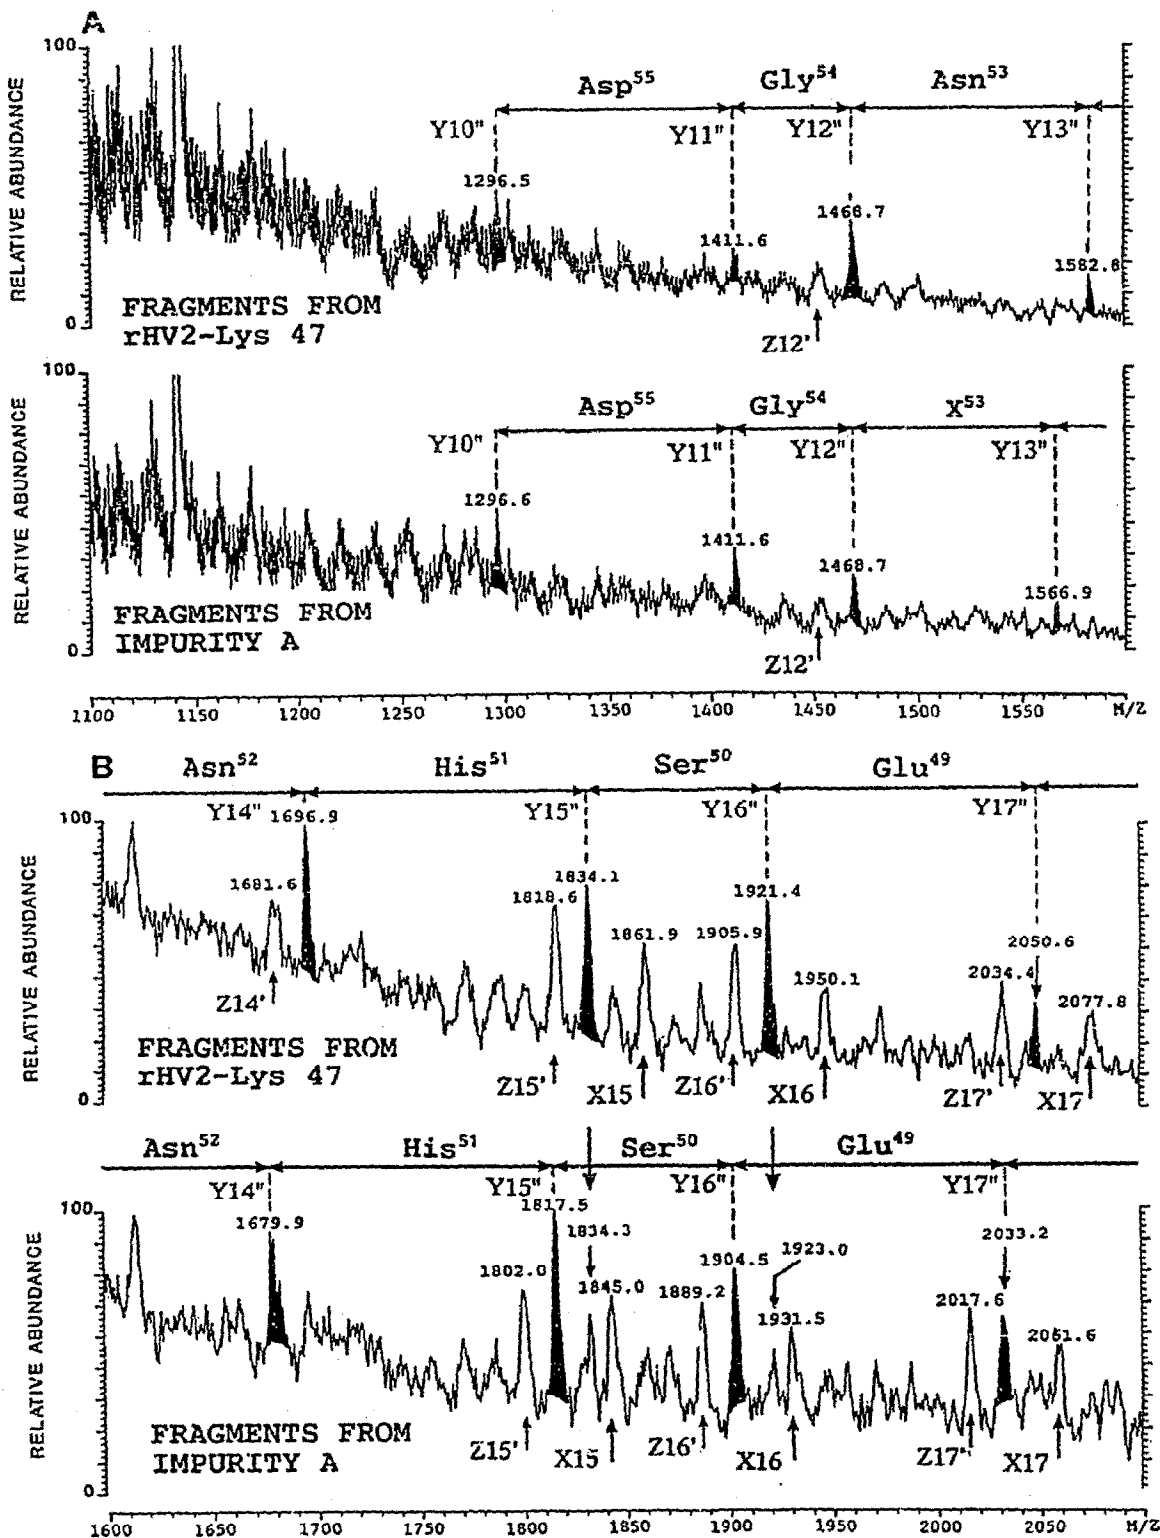 A
100
Asp55 Gly54 Asn53
Y10" Y11" Y12" Y13"
1296.5
1411.6
1468.7
1582.8
RELATIVE ABUNDANCE
FRAGMENTS FROM
rHV2-Lys 47
Z12'
0
100
Asp55 Gly54 X53
Y10" Y11" Y12" Y13"
1296.6
1411.6
1468.7
1566.9
RELATIVE ABUNDANCE
FRAGMENTS FROM
IMPURITY A
Z12'
0
1100 1150 1200 1250 1300 1350 1400 1450 1500 1550 M/Z
B
Asn52 His51 Ser50 Glu49
Y14" Y15" Y16" Y17"
100
1696.9
1681.6
1834.1
1818.6
1861.9
1921.4
1905.9
1950.1
2050.6
2034.4
2077.8
RELATIVE ABUNDANCE
Z14'
FRAGMENTS FROM
rHV2-Lys 47
Z15' X15 Z16' X16 Z17' X17
0
Asn52 His51 Ser50 Glu49
Y14" Y15" Y16" Y17"
100
1679.9
1817.5
1834.3
1802.0
1845.0
1889.2
1904.5
1923.0
1931.5
2033.2
2017.6
2061.6
RELATIVE ABUNDANCE
FRAGMENTS FROM
IMPURITY A
Z15' X15 Z16' X16 Z17' X17
0
1600 1650 1700 1750 1800 1850 1900 1950 2000 2050 M/Z